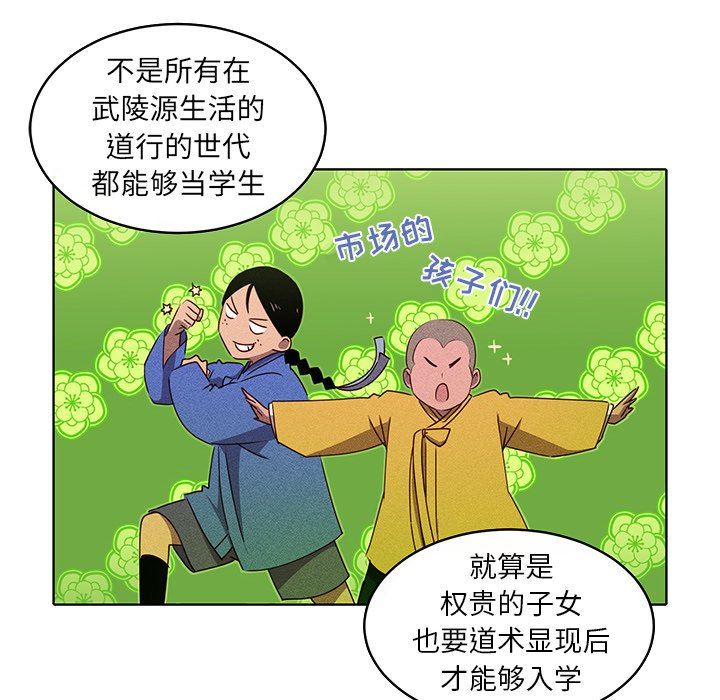 不是所有在
武陵源生活的
道行的世代
都能够当学生
市场的
孩子们!!
就算是
权贵的子女
也要道术显现后
才能够入学